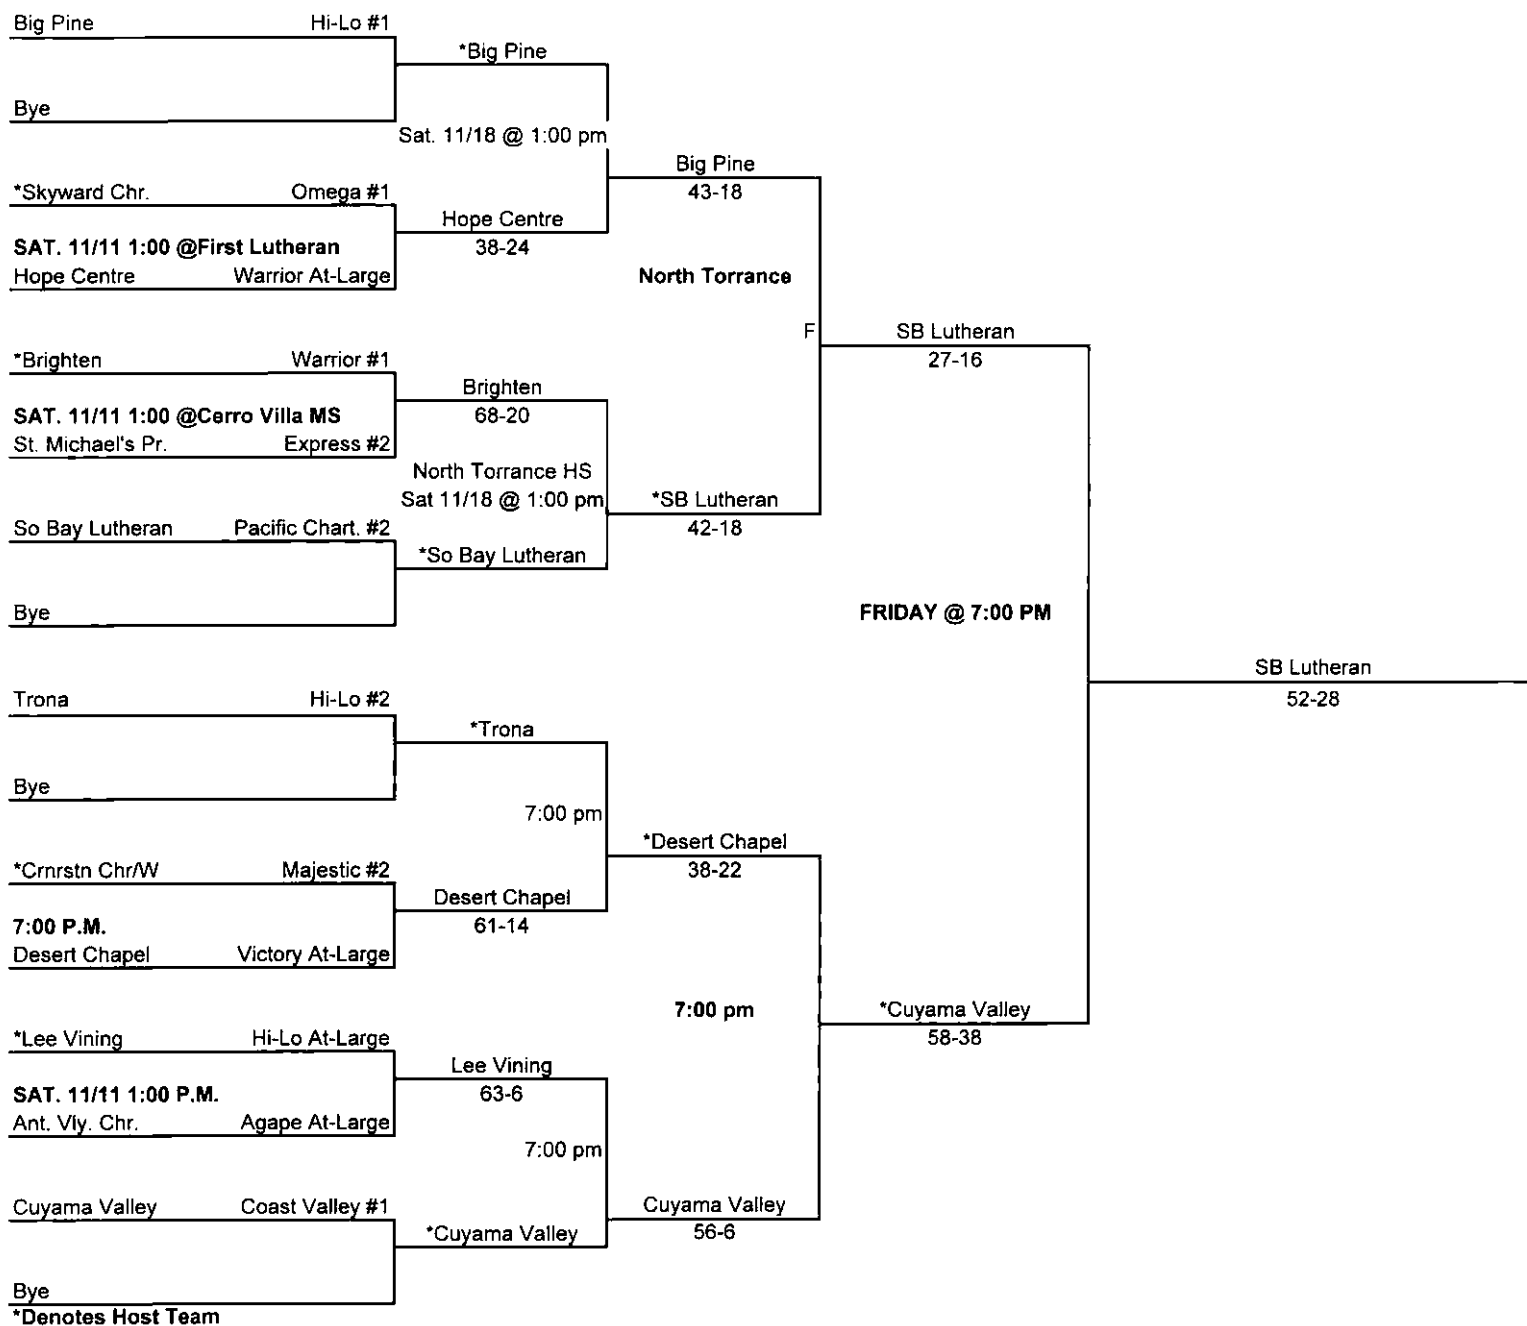 Big Pine Hi-Lo #1
Bye
*Skyward Chr. Omega #1
SAT. 11/11 1:00 @First Lutheran
Hope Centre Warrior At-Large
*Brighten Warrior #1
SAT. 11/11 1:00 @Cerro Villa MS
St. Michael's Pr. Express #2
So Bay Lutheran Pacific Chart. #2
Bye
Trona Hi-Lo #2
Bye
*Crnrstn Chr/W Majestic #2
7:00 P.M.
Desert Chapel Victory At-Large
*Lee Vining Hi-Lo At-Large
SAT. 11/11 1:00 P.M.
Ant. Vly. Chr. Agape At-Large
Cuyama Valley Coast Valley #1
Bye
*Denotes Host Team
*Big Pine
Sat. 11/18 @ 1:00 pm
Hope Centre
38-24
Brighten
68-20
North Torrance HS
Sat 11/18 @ 1:00 pm
*So Bay Lutheran
*Trona
7:00 pm
Desert Chapel
61-14
Lee Vining
63-6
7:00 pm
*Cuyama Valley
Big Pine
43-18
North Torrance
F
*SB Lutheran
42-18
*Desert Chapel
38-22
7:00 pm
Cuyama Valley
56-6
SB Lutheran
27-16
FRIDAY @ 7:00 PM
*Cuyama Valley
58-38
SB Lutheran
52-28